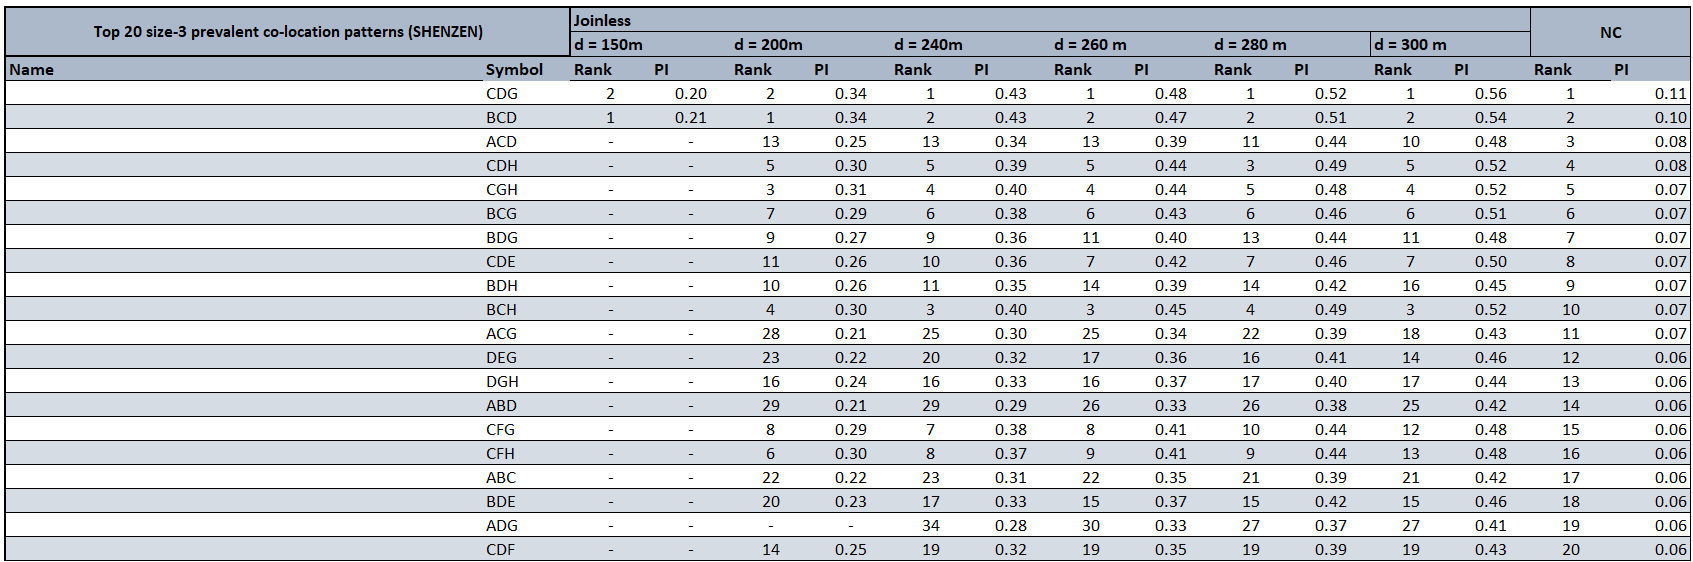 Top 20 size-3 prevalent co-location patterns (SHENZEN) Joinless NC
d = 150m d = 200m d = 240m d = 260 m d = 280 m d = 300 m
Name Symbol Rank PI Rank PI Rank PI Rank PI Rank PI Rank PI Rank PI
CDG 2 0.20 2 0.34 1 0.43 1 0.48 1 0.52 1 0.56 1 0.11
BCD 1 0.21 1 0.34 2 0.43 2 0.47 2 0.51 2 0.54 2 0.10
ACD - - 13 0.25 13 0.34 13 0.39 11 0.44 10 0.48 3 0.08
CDH - - 5 0.30 5 0.39 5 0.44 3 0.49 5 0.52 4 0.08
CGH - - 3 0.31 4 0.40 4 0.44 5 0.48 4 0.52 5 0.07
BCG - - 7 0.29 6 0.38 6 0.43 6 0.46 6 0.51 6 0.07
BDG - - 9 0.27 9 0.36 11 0.40 13 0.44 11 0.48 7 0.07
CDE - - 11 0.26 10 0.36 7 0.42 7 0.46 7 0.50 8 0.07
BDH - - 10 0.26 11 0.35 14 0.39 14 0.42 16 0.45 9 0.07
BCH - - 4 0.30 3 0.40 3 0.45 4 0.49 3 0.52 10 0.07
ACG - - 28 0.21 25 0.30 25 0.34 22 0.39 18 0.43 11 0.07
DEG - - 23 0.22 20 0.32 17 0.36 16 0.41 14 0.46 12 0.06
DGH - - 16 0.24 16 0.33 16 0.37 17 0.40 17 0.44 13 0.06
ABD - - 29 0.21 29 0.29 26 0.33 26 0.38 25 0.42 14 0.06
CFG - - 8 0.29 7 0.38 8 0.41 10 0.44 12 0.48 15 0.06
CFH - - 6 0.30 8 0.37 9 0.41 9 0.44 13 0.48 16 0.06
ABC - - 22 0.22 23 0.31 22 0.35 21 0.39 21 0.42 17 0.06
BDE - - 20 0.23 17 0.33 15 0.37 15 0.42 15 0.46 18 0.06
ADG - - - - 34 0.28 30 0.33 27 0.37 27 0.41 19 0.06
CDF - - 14 0.25 19 0.32 19 0.35 19 0.39 19 0.43 20 0.06